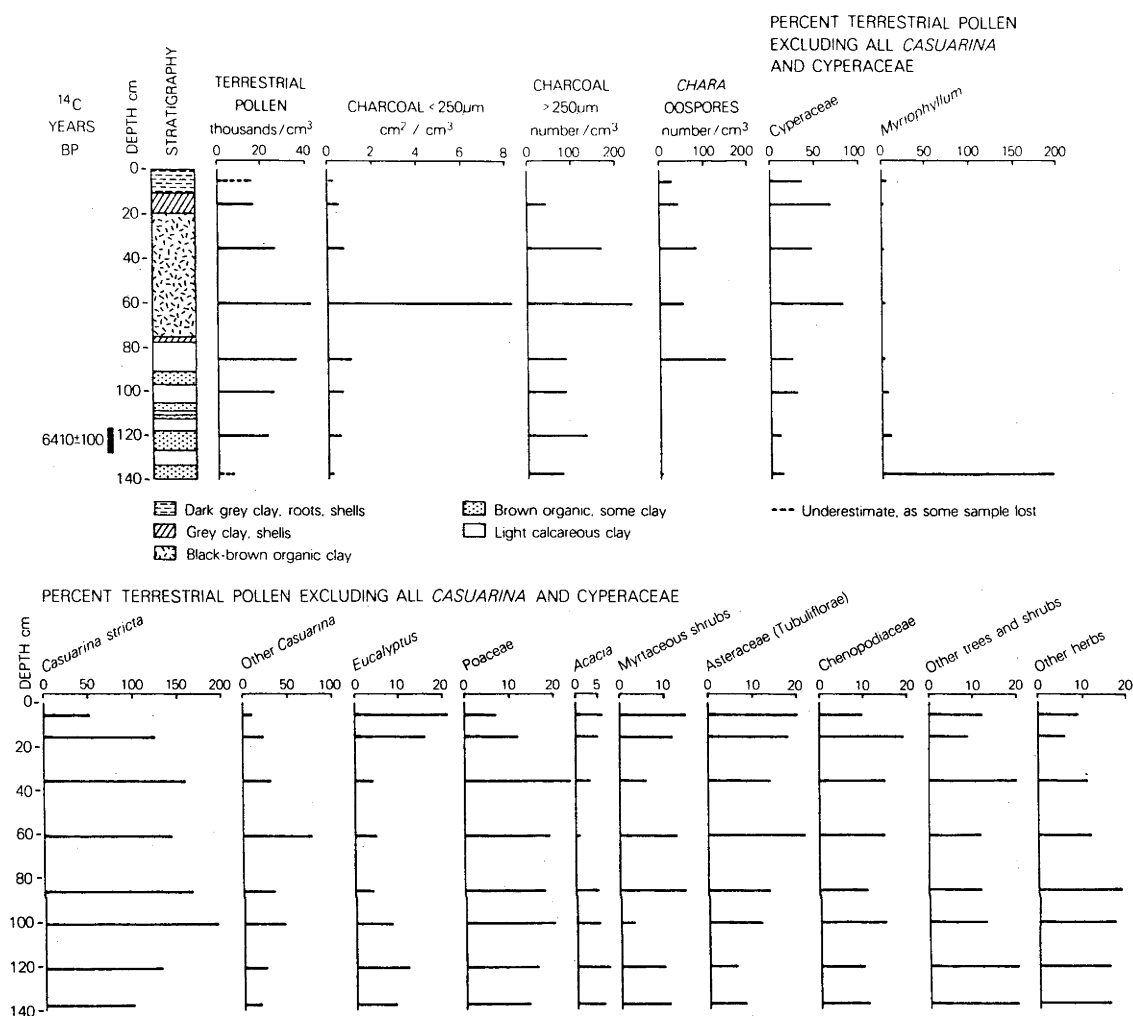 PERCENT TERRESTRIAL POLLEN
EXCLUDING ALL CASUARINA
AND CYPERACEAE
14C
YEARS
BP
DEPTH cm
STRATIGRAPHY
TERRESTRIAL
POLLEN
thousands/cm3
CHARCOAL <250µm
cm2 / cm3
CHARCOAL
>250µm
number/cm3
CHARA
OOSPORES
number/cm3
Cyperaceae
Myriophyllum
0 20 40
0 2 4 6 8
0 100 200
0 100 200
0 50 100
0 50 100 150 200
0
20
40
60
80
100
120
140
6410±100
Dark grey clay, roots, shells
Grey clay, shells
Black-brown organic clay
Brown organic, some clay
Light calcareous clay
Underestimate, as some sample lost
PERCENT TERRESTRIAL POLLEN EXCLUDING ALL CASUARINA AND CYPERACEAE
DEPTH cm
Casuarina stricta
Other Casuarina
Eucalyptus
Poaceae
Acacia
Myrtaceous shrubs
Asteraceae (Tubuliflorae)
Chenopodiaceae
Other trees and shrubs
Other herbs
0 50 100 150 200
0 50 100
0 10 20
0 10 20
0 5
0 10 20
0 10 20
0 10 20
0 10 20
0 10 20
0
20
40
60
80
100
120
140